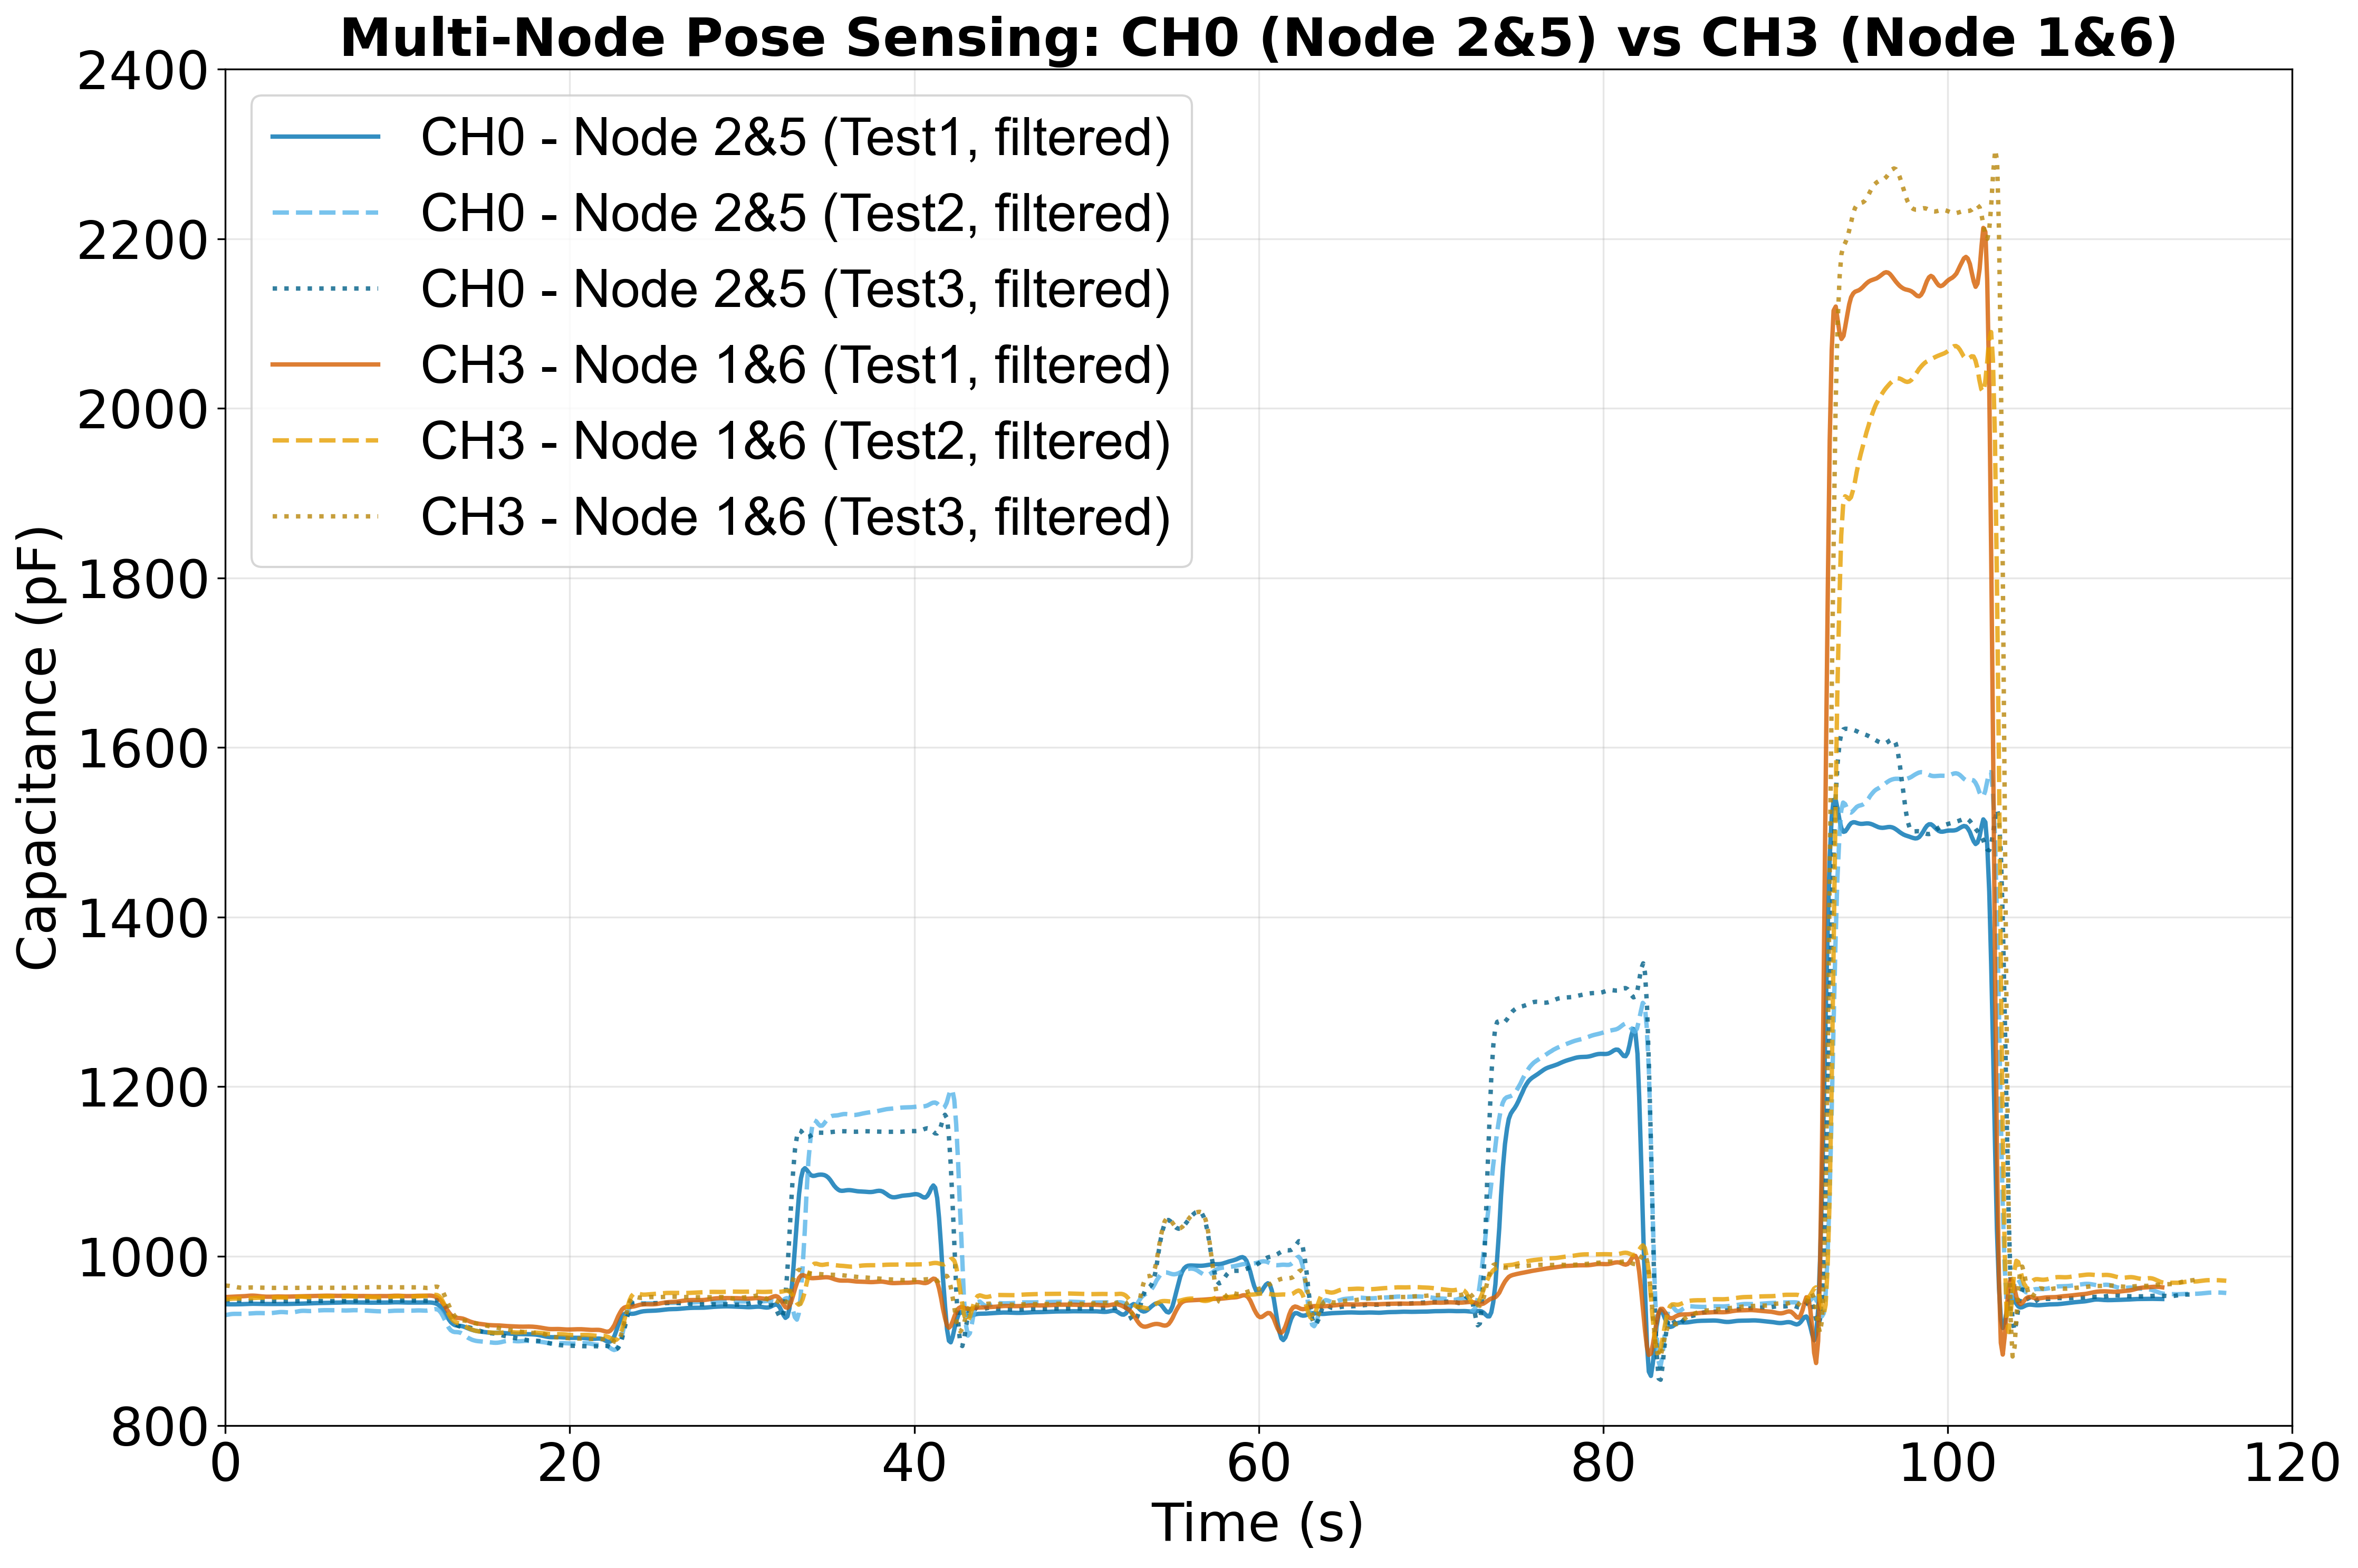 Multi-Node Pose Sensing: CH0 (Node 2&5) vs CH3 (Node 1&6)
2400
2200
2000
1800
1600
1400
1200
1000
800
Capacitance (pF)
CH0 - Node 2&5 (Test1, filtered)
CH0 - Node 2&5 (Test2, filtered)
CH0 - Node 2&5 (Test3, filtered)
CH3 - Node 1&6 (Test1, filtered)
CH3 - Node 1&6 (Test2, filtered)
CH3 - Node 1&6 (Test3, filtered)
0 20 40 60 80 100 120
Time (s)